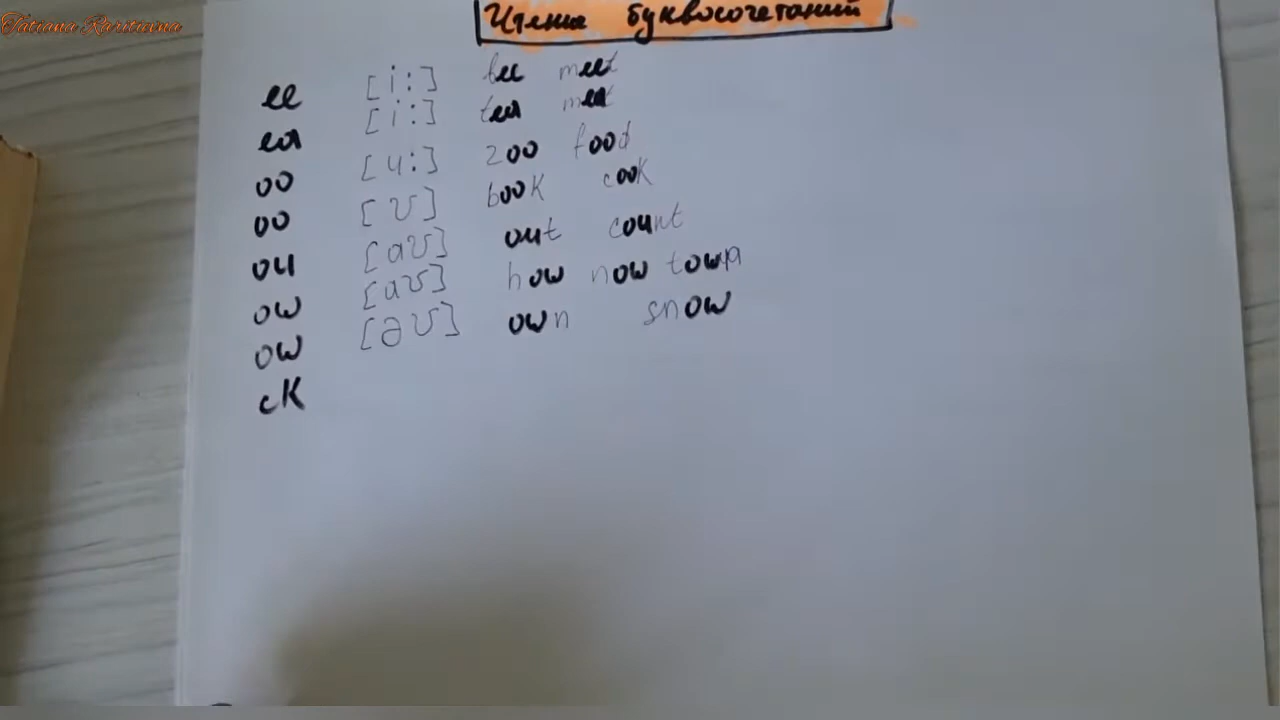 Tatiana Raritetovna
Чтение буквосочетаний
ee [i:] bee meet
ea [i:] tea meat
oo [u:] zoo food
oo [ʊ] book cook
ou [aʊ] out count
ow [aʊ] how now town
ow [əʊ] own snow
ck